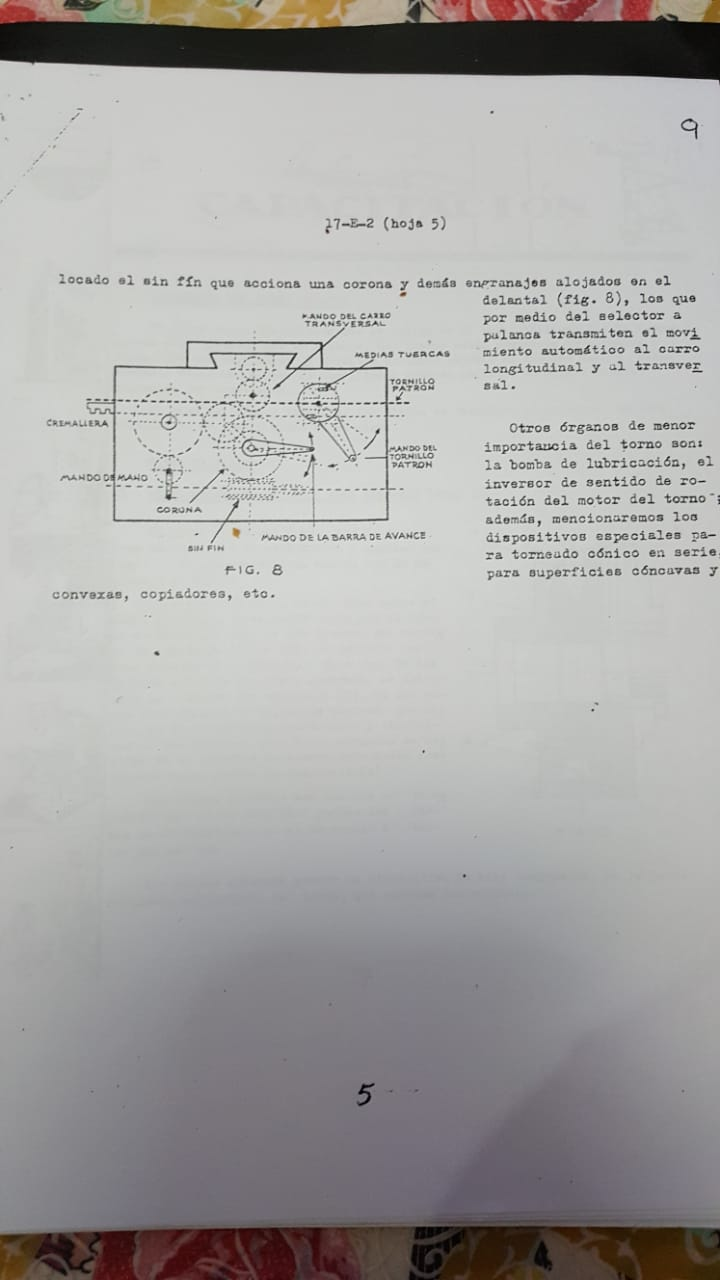 9
17-E-2 (hoja 5)
locado el sin fín que acciona una corona y demás engranajes alojados en el
delantal (fig. 8), los que
por medio del selector a
palanca transmiten el movi
miento automático al carro
longitudinal y al transver
sal.
MANDO DEL CARRO
TRANSVERSAL
MEDIAS TUERCAS
TORNILLO
PATRON
CREMALLERA
MANDO DEL
TORNILLO
PATRON
MANDO DE MANO
CORONA
SIN FIN
MANDO DE LA BARRA DE AVANCE
FIG. 8
Otros órganos de menor
importancia del torno son:
la bomba de lubricación, el
inversor de sentido de ro-
tación del motor del torno ;
además, mencionaremos los
dispositivos especiales pa-
ra torneado cónico en serie,
para superficies cóncavas y
convexas, copiadores, etc.
5